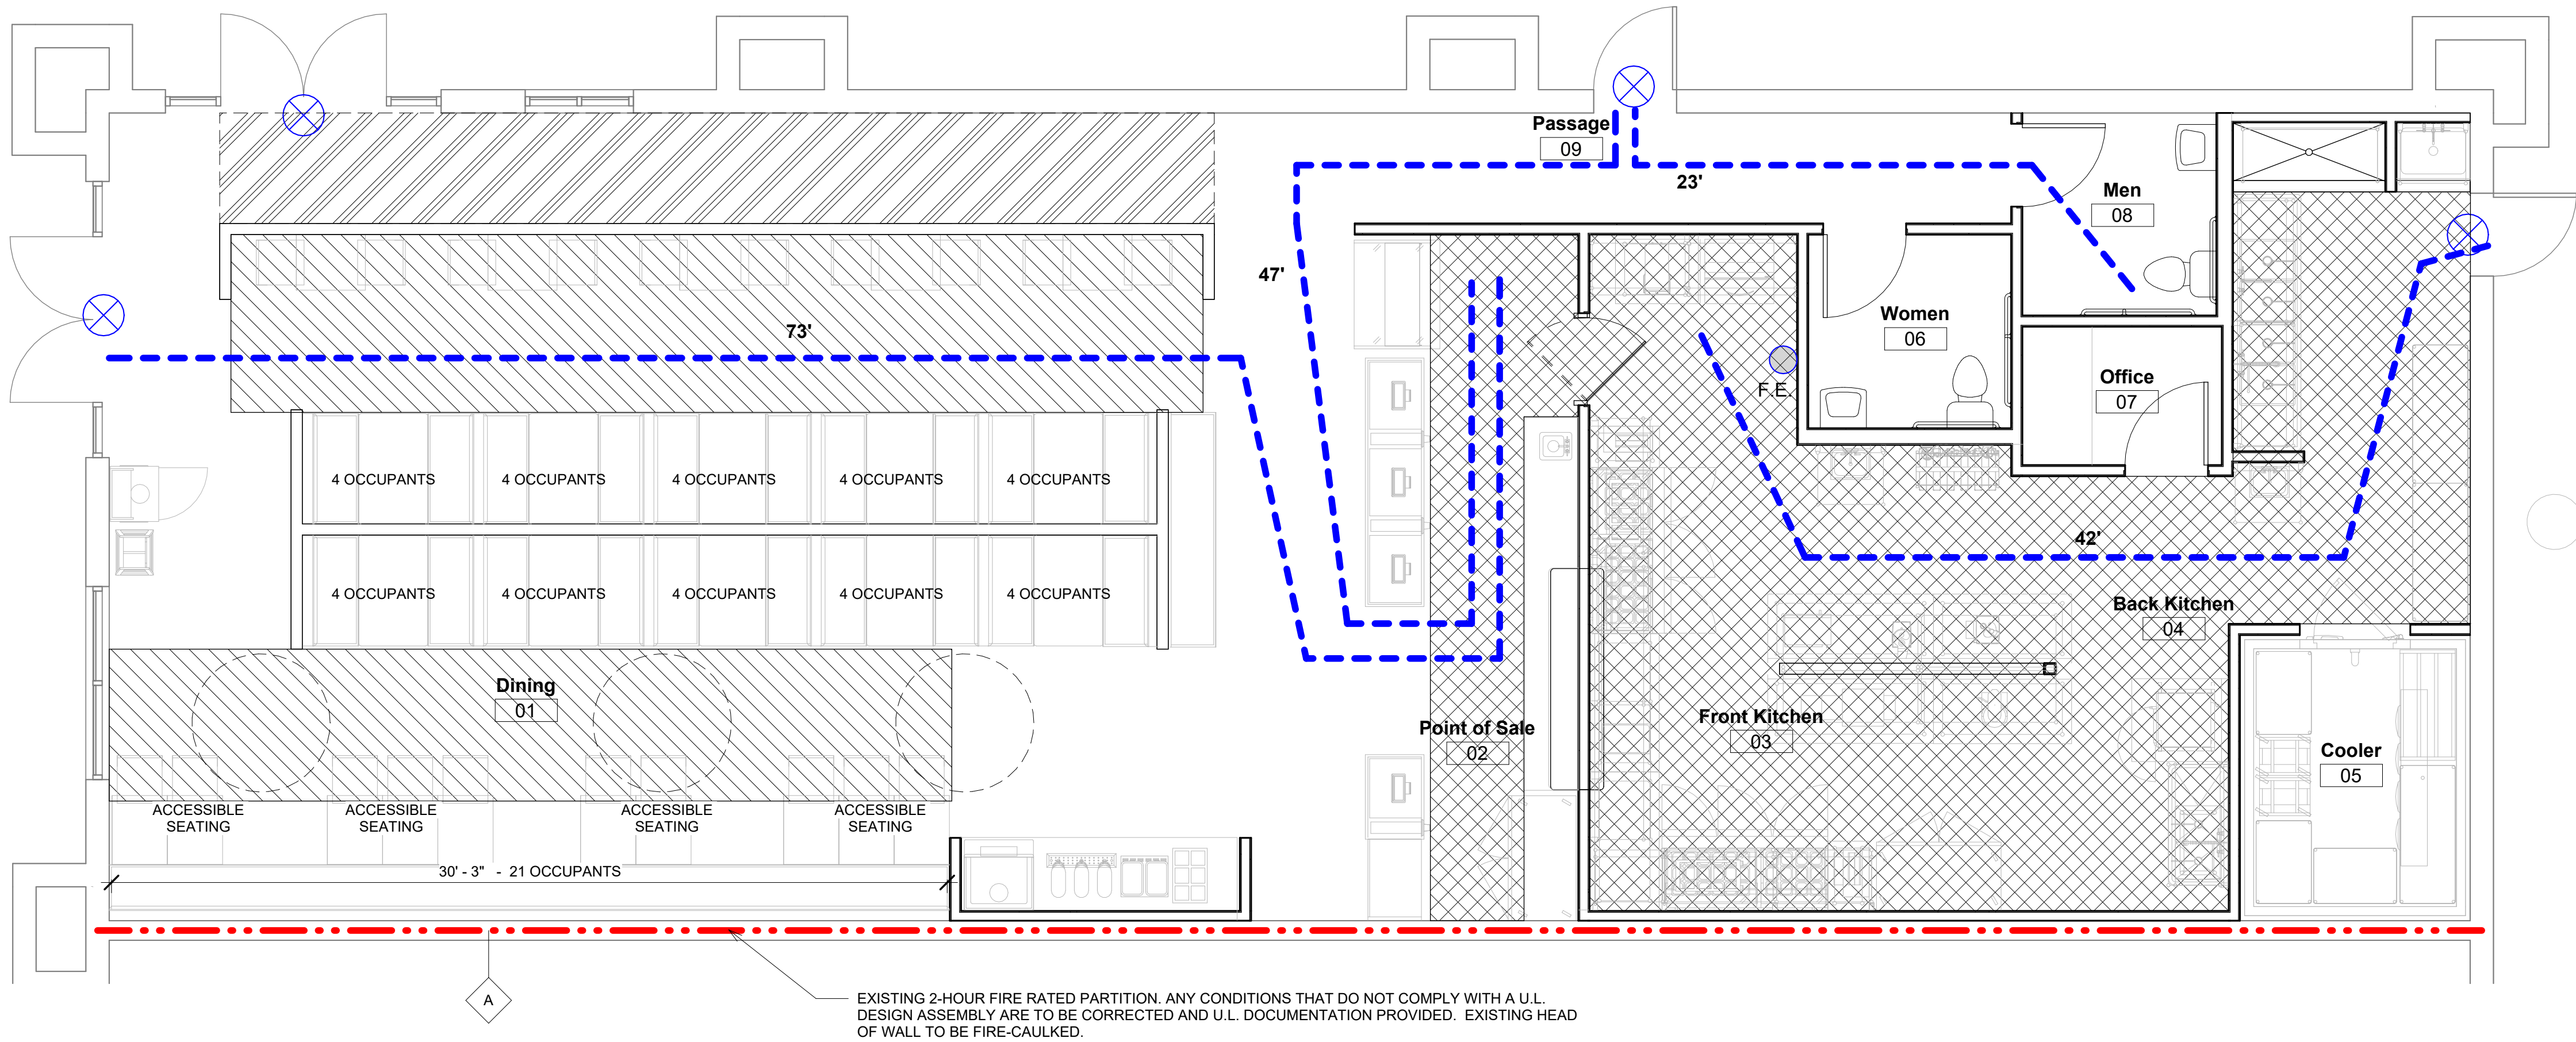 Passage
09
23'
Men
08
47'
73'
Women
06
F.E.
Office
07
4 OCCUPANTS
4 OCCUPANTS
4 OCCUPANTS
4 OCCUPANTS
4 OCCUPANTS
42'
4 OCCUPANTS
4 OCCUPANTS
4 OCCUPANTS
4 OCCUPANTS
4 OCCUPANTS
Back Kitchen
04
Dining
01
Point of Sale
02
Front Kitchen
03
Cooler
05
ACCESSIBLE
SEATING
ACCESSIBLE
SEATING
ACCESSIBLE
SEATING
ACCESSIBLE
SEATING
30' - 3" - 21 OCCUPANTS
A
EXISTING 2-HOUR FIRE RATED PARTITION. ANY CONDITIONS THAT DO NOT COMPLY WITH A U.L.
DESIGN ASSEMBLY ARE TO BE CORRECTED AND U.L. DOCUMENTATION PROVIDED. EXISTING HEAD
OF WALL TO BE FIRE-CAULKED.